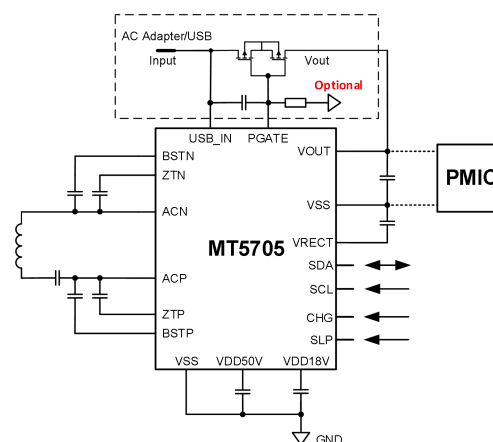 AC Adapter/USB
Input
Vout
Optional
USB_IN
PGATE
BSTN
ZTN
ACN
ACP
ZTP
BSTP
MT5705
VOUT
VSS
VRECT
SDA
SCL
CHG
SLP
PMIC
VSS
VDD50V
VDD18V
GND